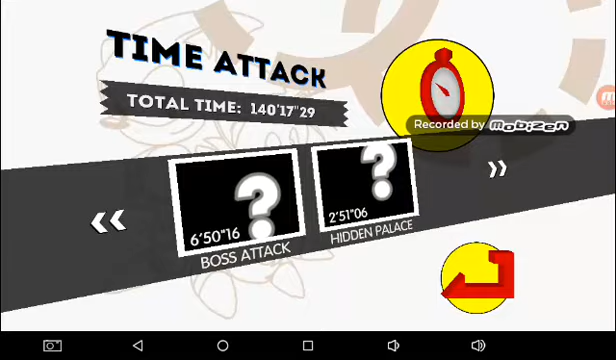 TIME ATTACK
TOTAL TIME: 140'17"29
Recorded by MOBIZEN
6'50"16
BOSS ATTACK
2'51"06
HIDDEN PALACE